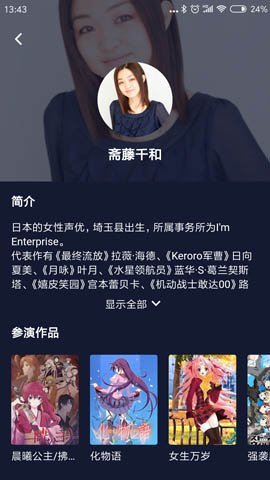 13:43
24%
斋藤千和
简介
日本的女性声优，埼玉县出生，所属事务所为I'm
Enterprise。
代表作有《最终流放》拉薇·海德、《Keroro军曹》日向
夏美、《月咏》叶月、《水星领航员》蓝华·S·葛兰契斯
塔、《嬉皮笑园》宫本蕾贝卡、《机动战士敢达00》路
显示全部
参演作品
晨曦公主/拂...
化物语
女生万岁
强袭